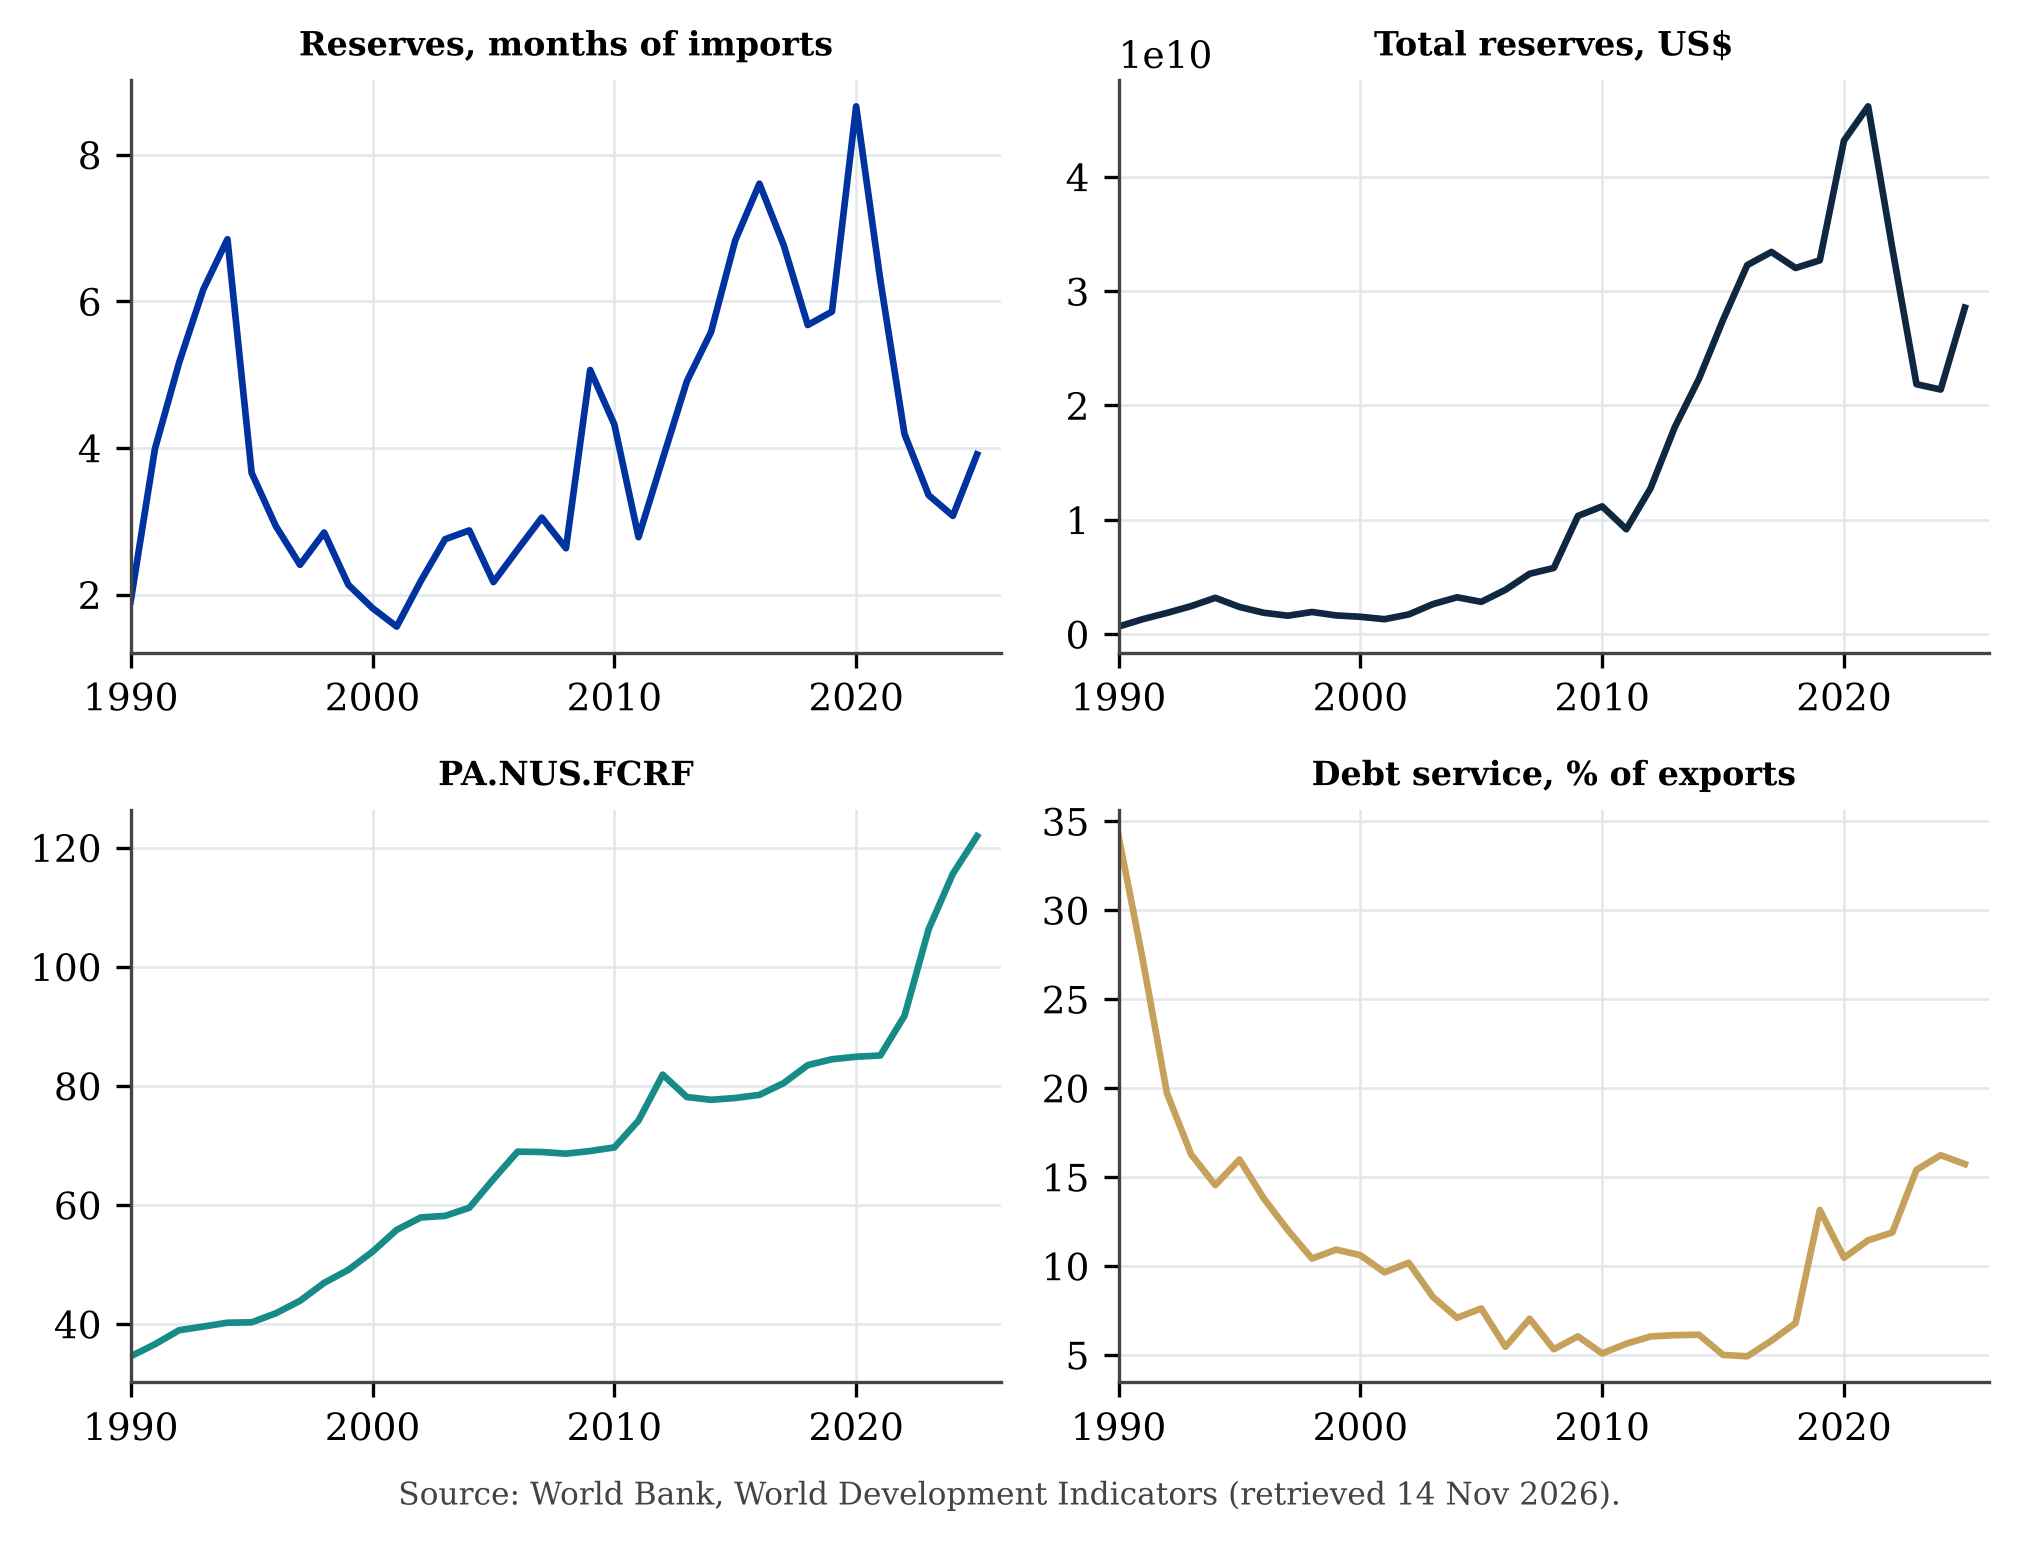 Reserves, months of imports
8
6
4
2
1990 2000 2010 2020
Total reserves, US$
1e10
4
3
2
1
0
1990 2000 2010 2020
PA.NUS.FCRF
120
100
80
60
40
1990 2000 2010 2020
Debt service, % of exports
35
30
25
20
15
10
5
1990 2000 2010 2020
Source: World Bank, World Development Indicators (retrieved 14 Nov 2026).